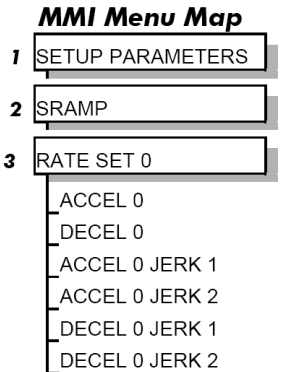 MMI Menu Map
1 SETUP PARAMETERS
2 SRAMP
3 RATE SET 0
ACCEL 0
DECEL 0
ACCEL 0 JERK 1
ACCEL 0 JERK 2
DECEL 0 JERK 1
DECEL 0 JERK 2